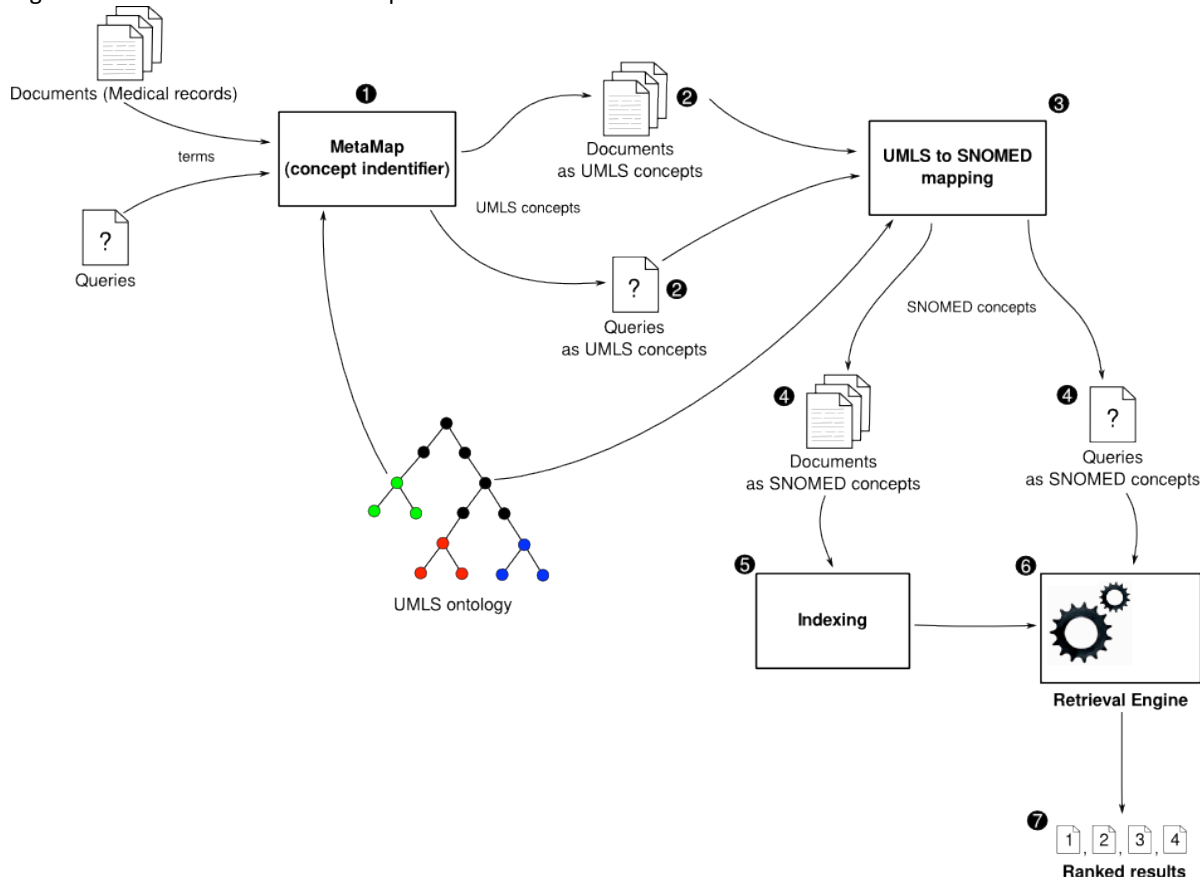 Documents (Medical records)
terms
?
Queries
1
MetaMap
(concept indentifier)
UMLS concepts
2
Documents
as UMLS concepts
?
2
Queries
as UMLS concepts
3
UMLS to SNOMED
mapping
SNOMED concepts
4
Documents
as SNOMED concepts
4
?
Queries
as SNOMED concepts
UMLS ontology
5
Indexing
6
Retrieval Engine
7
1, 2, 3, 4
Ranked results